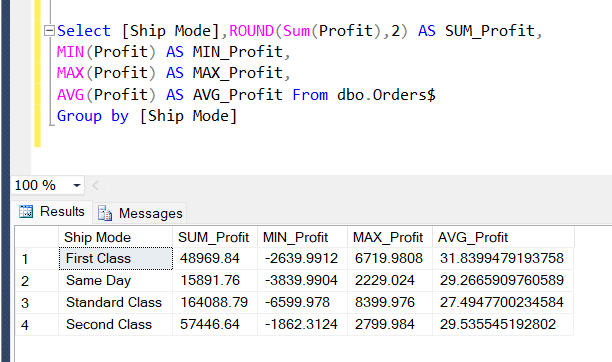 Select [Ship Mode],ROUND(Sum(Profit),2) AS SUM_Profit,
MIN(Profit) AS MIN_Profit,
MAX(Profit) AS MAX_Profit,
AVG(Profit) AS AVG_Profit From dbo.Orders$
Group by [Ship Mode]
100 %
Results Messages
Ship Mode SUM_Profit MIN_Profit MAX_Profit AVG_Profit
1 First Class 48969.84 -2639.9912 6719.9808 31.8399479193758
2 Same Day 15891.76 -3839.9904 2229.024 29.2665909760589
3 Standard Class 164088.79 -6599.978 8399.976 27.4947700234584
4 Second Class 57446.64 -1862.3124 2799.984 29.535545192802